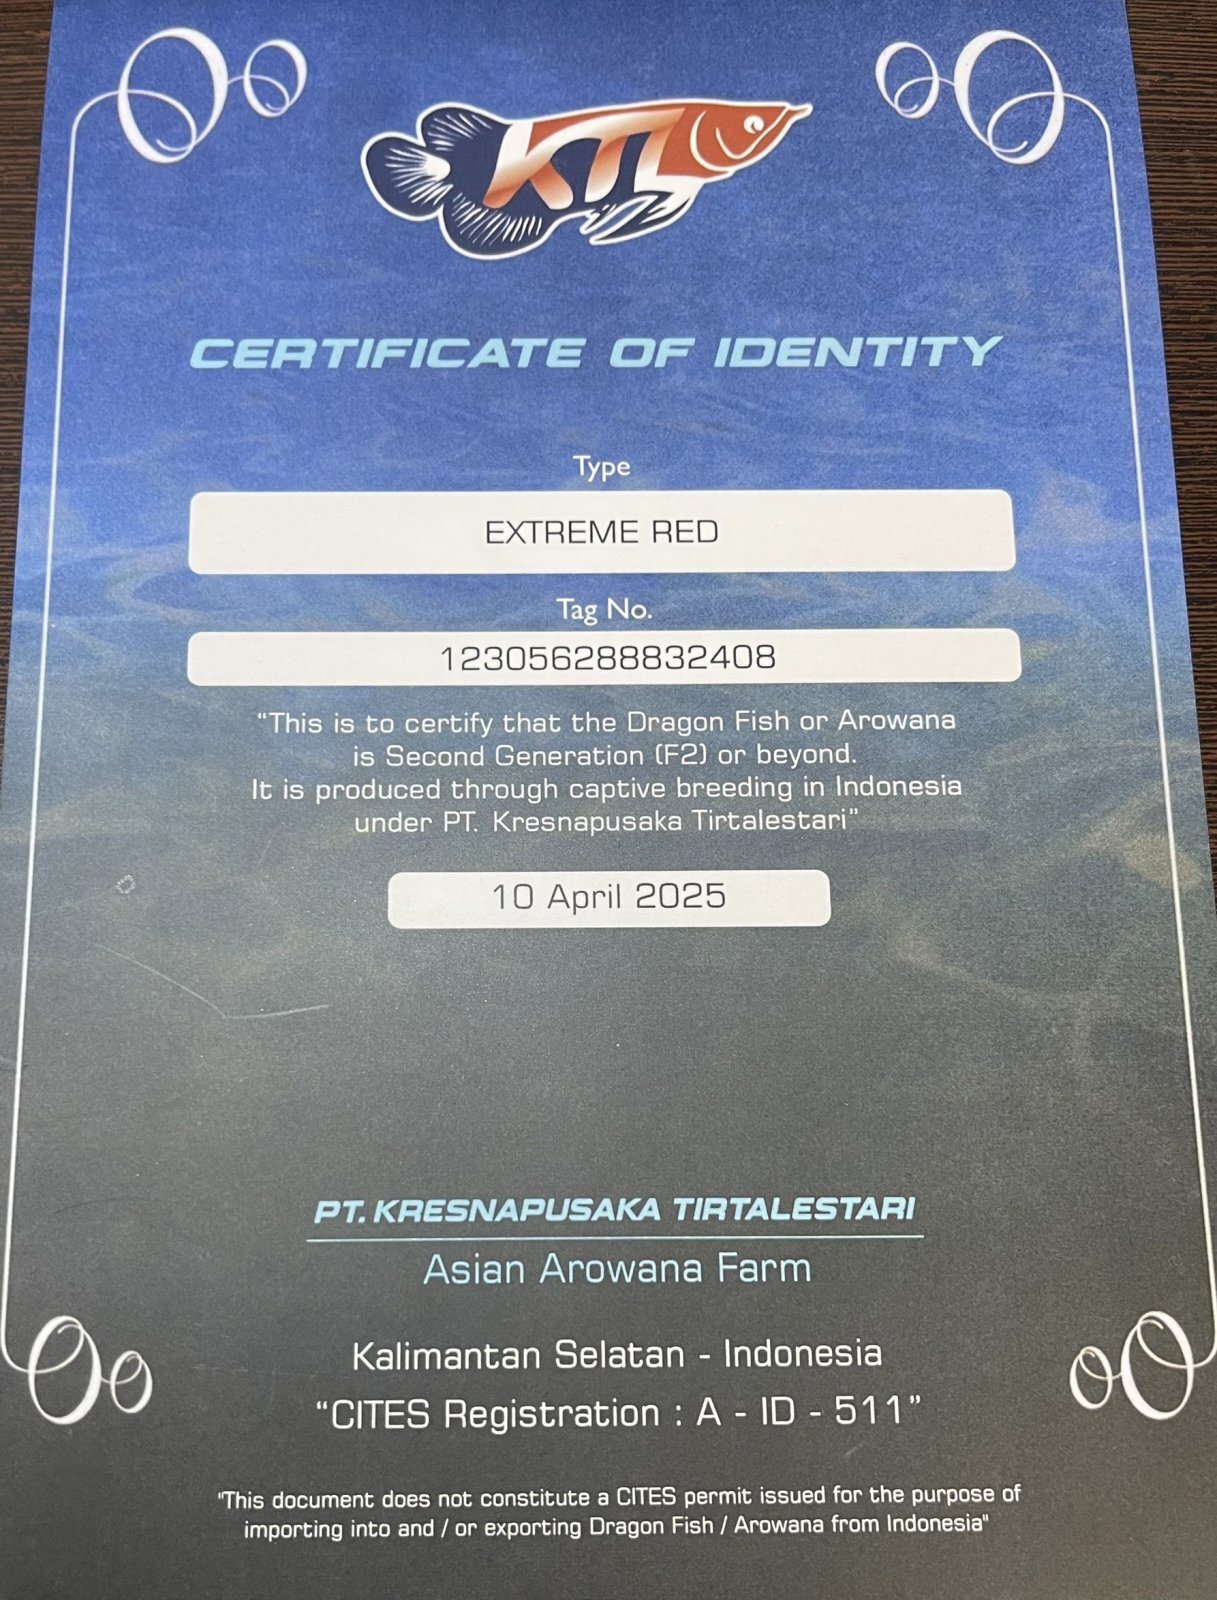 KTL
CERTIFICATE OF IDENTITY
Type
EXTREME RED
Tag No.
123056288832408
“This is to certify that the Dragon Fish or Arowana
is Second Generation (F2) or beyond.
It is produced through captive breeding in Indonesia
under PT. Kresnapusaka Tirtalestari”
10 April 2025
PT. KRESNAPUSAKA TIRTALESTARI
Asian Arowana Farm
Kalimantan Selatan - Indonesia
“CITES Registration : A - ID - 511”
"This document does not constitute a CITES permit issued for the purpose of
importing into and / or exporting Dragon Fish / Arowana from Indonesia"